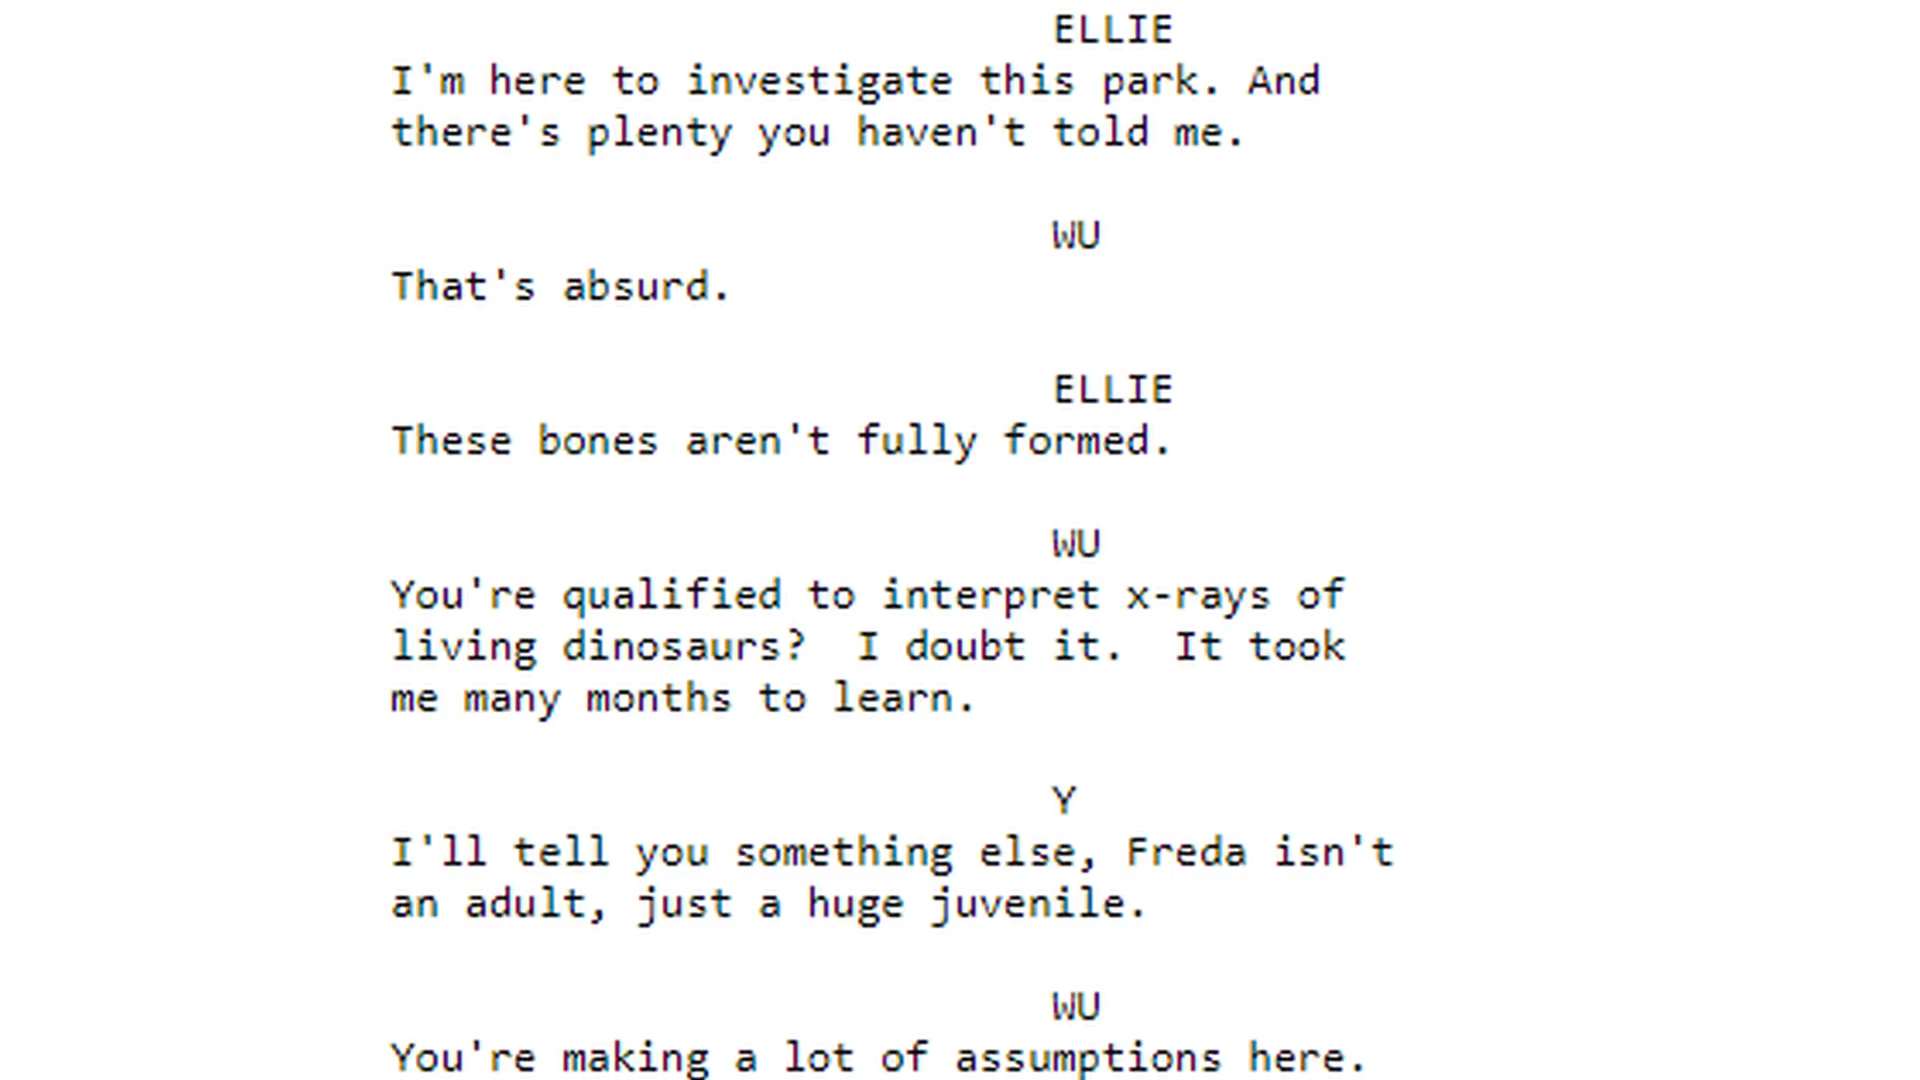 ELLIE
I'm here to investigate this park. And
there's plenty you haven't told me.
WU
That's absurd.
ELLIE
These bones aren't fully formed.
WU
You're qualified to interpret x-rays of
living dinosaurs?  I doubt it.  It took
me many months to learn.
Y
I'll tell you something else, Freda isn't
an adult, just a huge juvenile.
WU
You're making a lot of assumptions here.